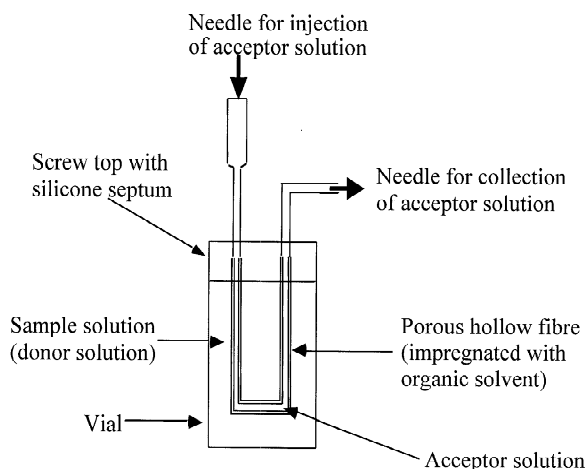 Needle for injection
of acceptor solution
Screw top with
silicone septum
Needle for collection
of acceptor solution
Sample solution
(donor solution)
Porous hollow fibre
(impregnated with
organic solvent)
Vial
Acceptor solution